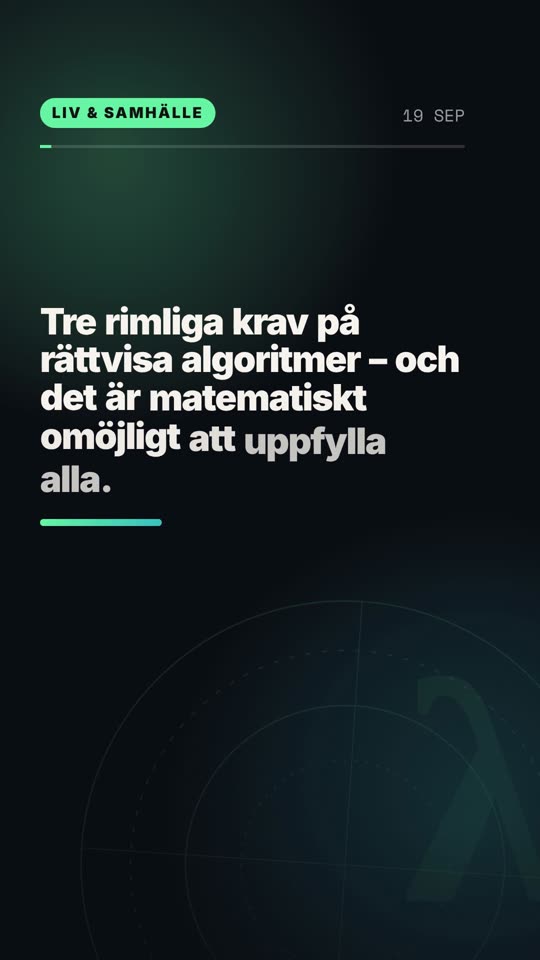 LIV & SAMHÄLLE
19 SEP
Tre rimliga krav på
rättvisa algoritmer – och
det är matematiskt
omöjligt att uppfylla
alla.
λ